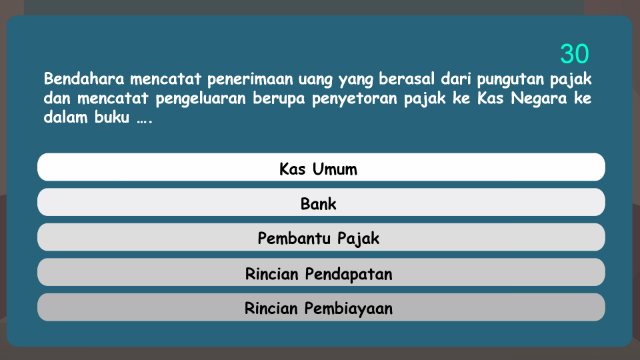 30
Bendahara mencatat penerimaan uang yang berasal dari pungutan pajak
dan mencatat pengeluaran berupa penyetoran pajak ke Kas Negara ke
dalam buku ....
Kas Umum
Bank
Pembantu Pajak
Rincian Pendapatan
Rincian Pembiayaan